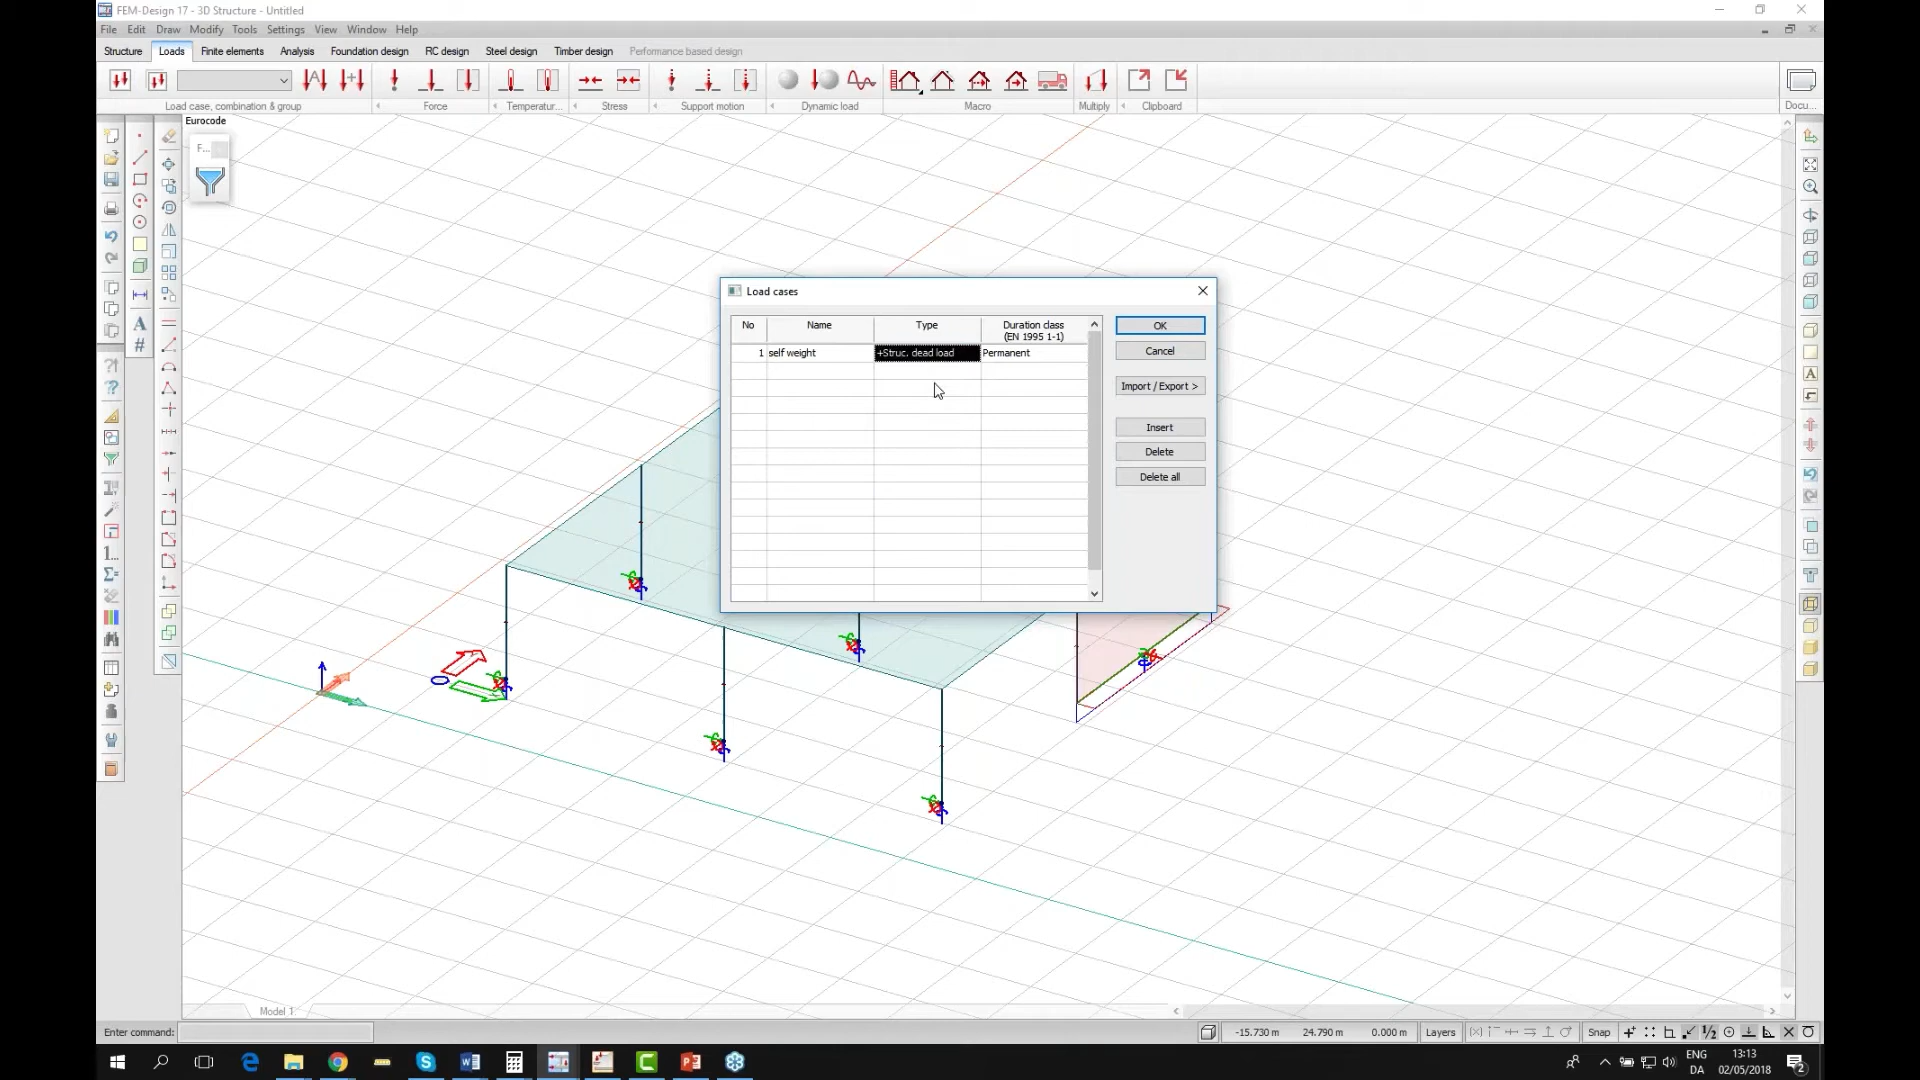 FEM-Design 17 - 3D Structure - Untitled
File Edit Draw Modify Tools Settings View Window Help
Structure Loads Finite elements Analysis Foundation design RC design Steel design Timber design Performance based design
Load case, combination & group Force Temperatur... Stress Support motion Dynamic load Macro Multiply Clipboard Docu...
Eurocode
F...
Load cases
No Name Type Duration class
(EN 1995 1-1)
1 self weight +Struc. dead load Permanent
OK
Cancel
Import / Export >
Insert
Delete
Delete all
Model 1
Enter command: -15.730 m 24.790 m 0.000 m Layers Snap 1/2
ENG 13:13
DA 02/05/2018 2